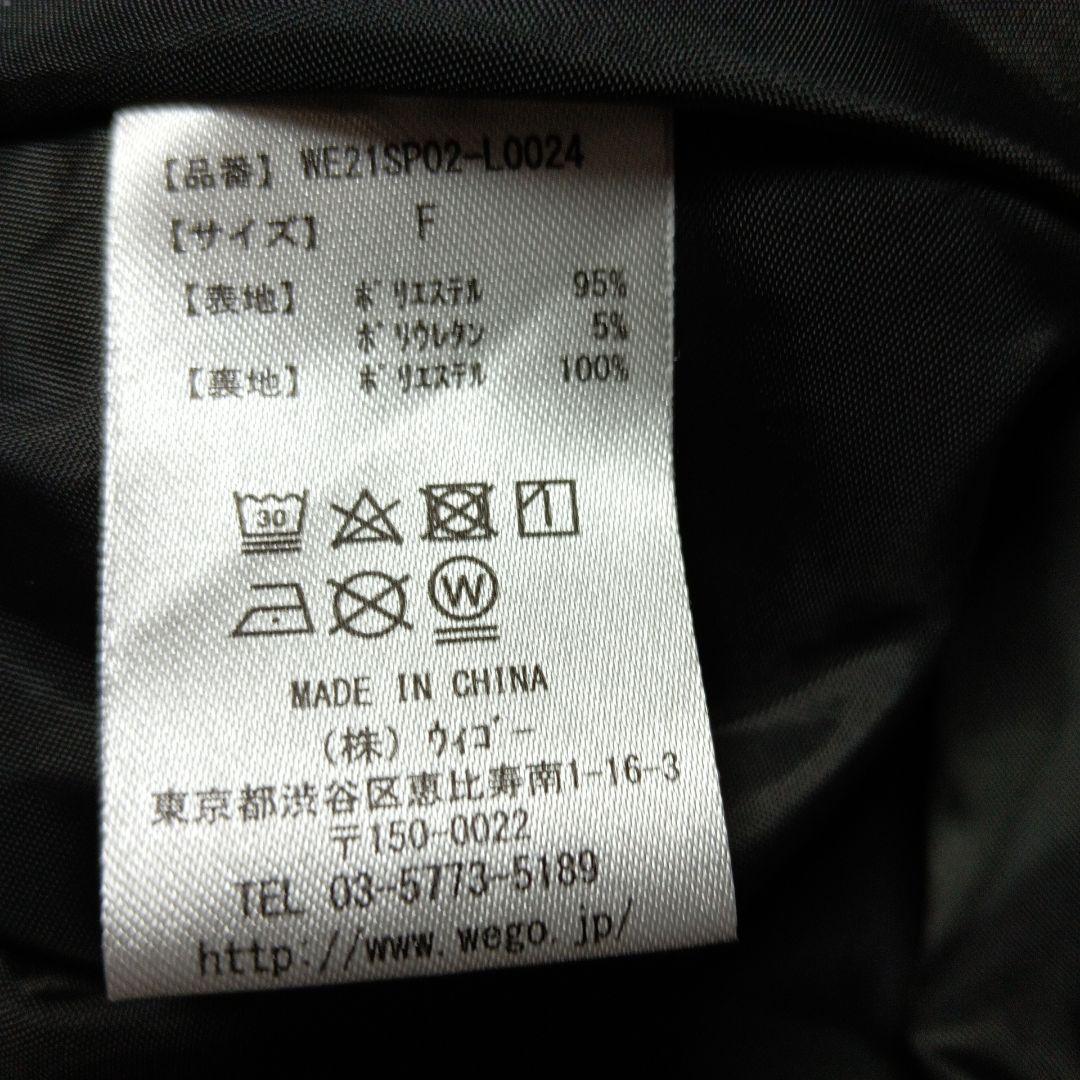 【品番】 WE21SP02-L0024
【サイズ】 F
【表地】 ポリエステル 95%
ポリウレタン 5%
【裏地】 ポリエステル 100%
30
W
MADE IN CHINA
(株) ウィゴー
東京都渋谷区恵比寿南1-16-3
〒150-0022
TEL 03-5773-5189
http://www.wego.jp/